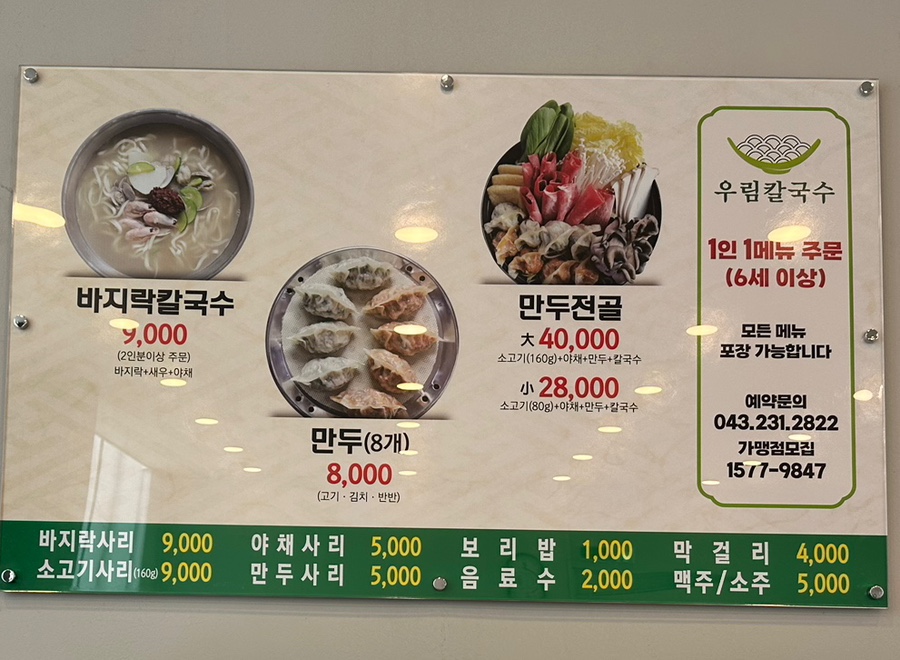 바지락칼국수
9,000
(2인분이상 주문)
바지락+새우+야채
만두(8개)
8,000
(고기 · 김치 · 반반)
만두전골
大 40,000
소고기(160g)+야채+만두+칼국수
小 28,000
소고기(80g)+야채+만두+칼국수
우림칼국수
1인 1메뉴 주문
(6세 이상)
모든 메뉴
포장 가능합니다
예약문의
043.231.2822
가맹점모집
1577-9847
바지락사리 9,000 야채사리 5,000 보리밥 1,000 막걸리 4,000
소고기사리(160g) 9,000 만두사리 5,000 음료수 2,000 맥주/소주 5,000